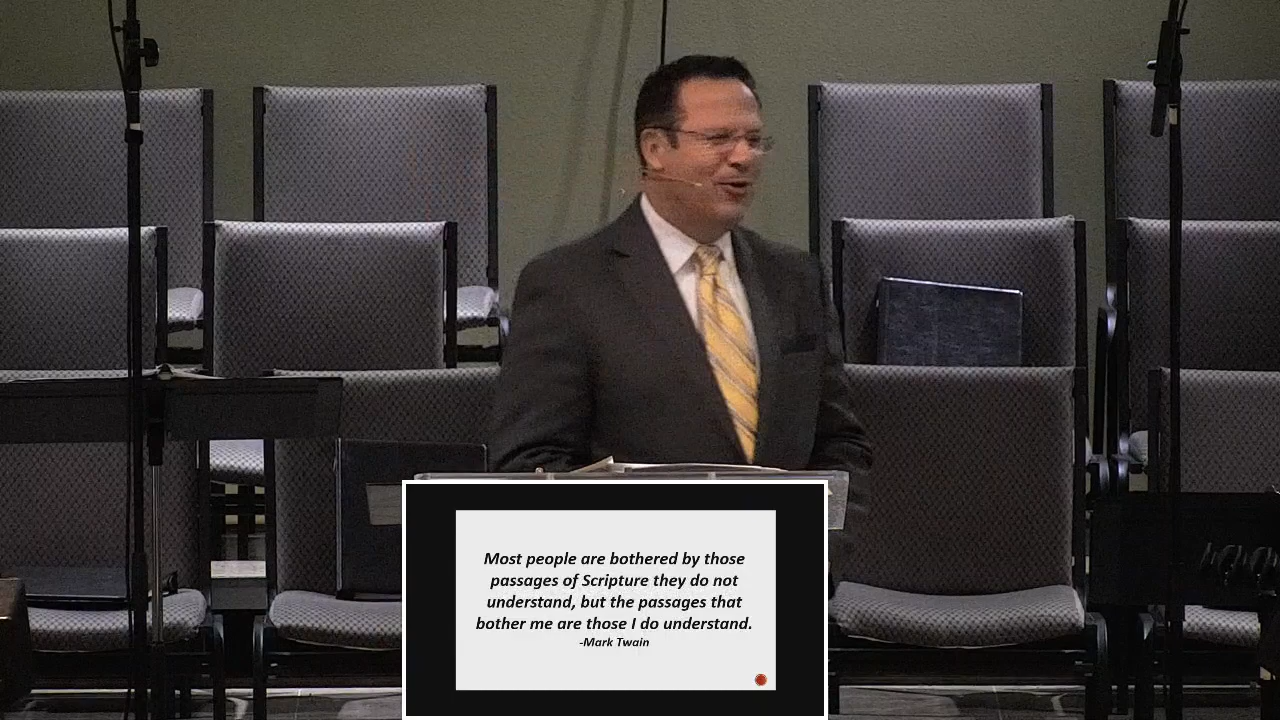 Most people are bothered by those
passages of Scripture they do not
understand, but the passages that
bother me are those I do understand.
-Mark Twain